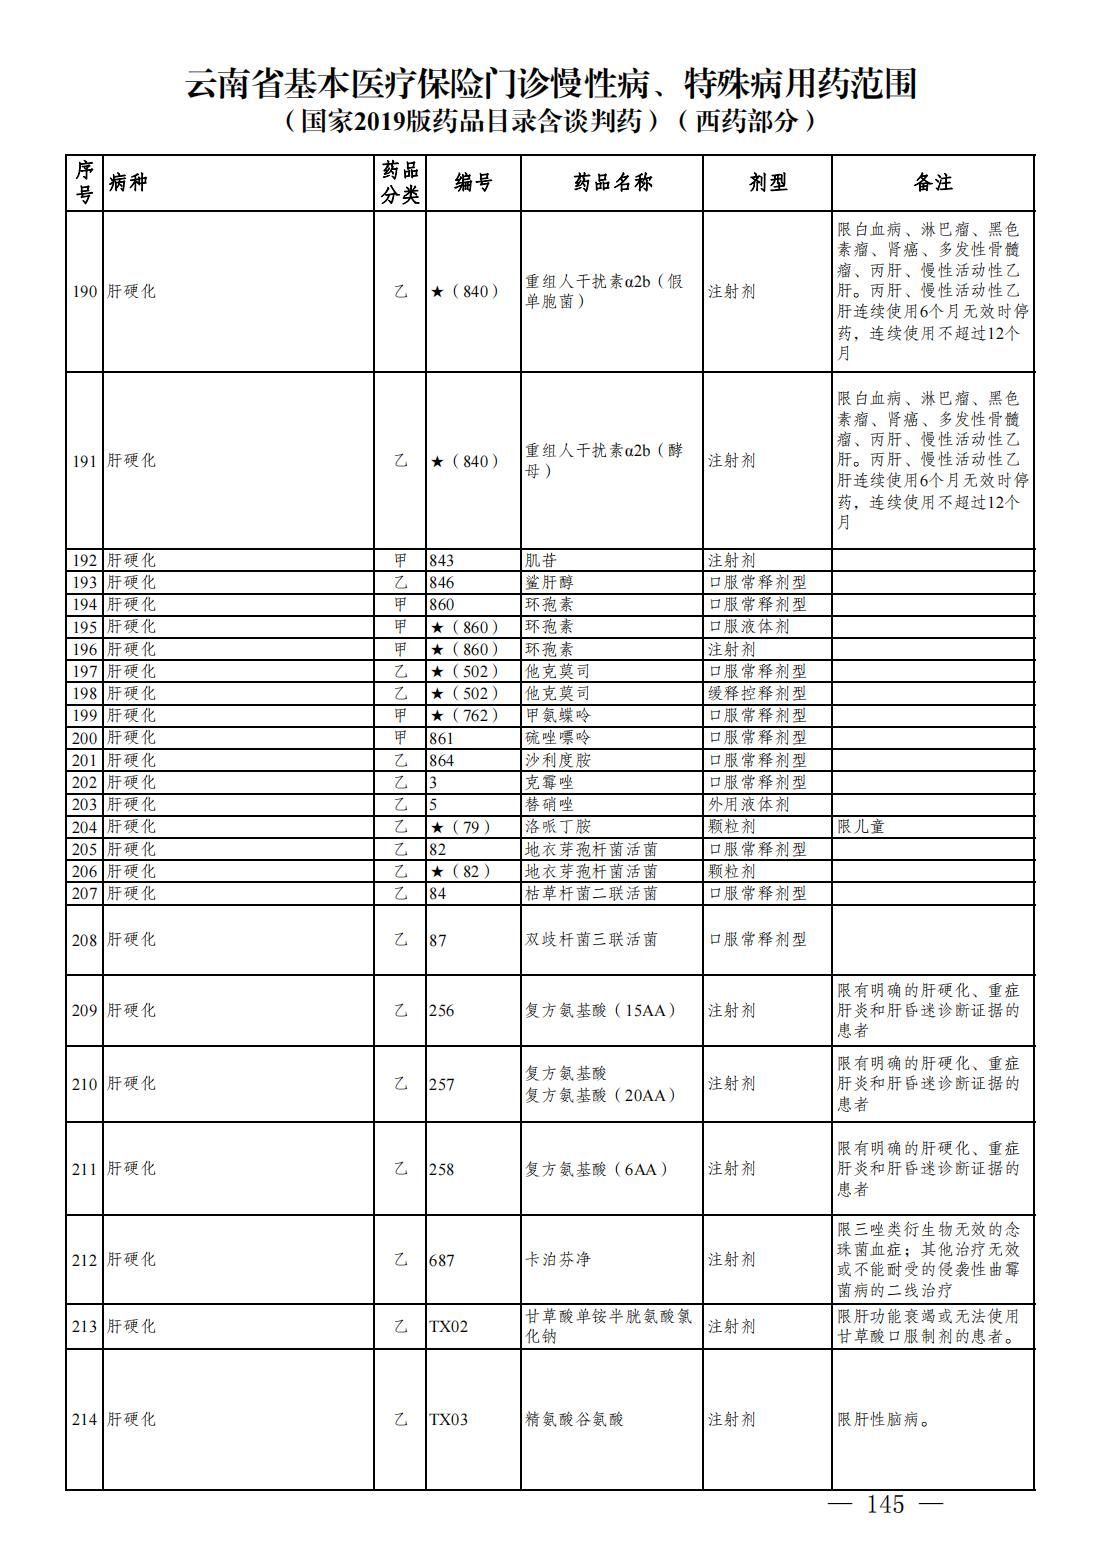 云南省基本医疗保险门诊慢性病、特殊病用药范围
（国家2019版药品目录含谈判药）（西药部分）
序号 病种 药品分类 编号 药品名称 剂型 备注
190 肝硬化 乙 ★（840） 重组人干扰素α2b（假单胞菌） 注射剂 限白血病、淋巴瘤、黑色素瘤、肾癌、多发性骨髓瘤、丙肝、慢性活动性乙肝。丙肝、慢性活动性乙肝连续使用6个月无效时停药，连续使用不超过12个月
191 肝硬化 乙 ★（840） 重组人干扰素α2b（酵母） 注射剂 限白血病、淋巴瘤、黑色素瘤、肾癌、多发性骨髓瘤、丙肝、慢性活动性乙肝。丙肝、慢性活动性乙肝连续使用6个月无效时停药，连续使用不超过12个月
192 肝硬化 甲 843 肌苷 注射剂
193 肝硬化 乙 846 鲨肝醇 口服常释剂型
194 肝硬化 甲 860 环孢素 口服常释剂型
195 肝硬化 甲 ★（860） 环孢素 口服液体剂
196 肝硬化 甲 ★（860） 环孢素 注射剂
197 肝硬化 乙 ★（502） 他克莫司 口服常释剂型
198 肝硬化 乙 ★（502） 他克莫司 缓释控释剂型
199 肝硬化 甲 ★（762） 甲氨蝶呤 口服常释剂型
200 肝硬化 甲 861 硫唑嘌呤 口服常释剂型
201 肝硬化 乙 864 沙利度胺 口服常释剂型
202 肝硬化 乙 3 克霉唑 口服常释剂型
203 肝硬化 乙 5 替硝唑 外用液体剂
204 肝硬化 乙 ★（79） 洛哌丁胺 颗粒剂 限儿童
205 肝硬化 乙 82 地衣芽孢杆菌活菌 口服常释剂型
206 肝硬化 乙 ★（82） 地衣芽孢杆菌活菌 颗粒剂
207 肝硬化 乙 84 枯草杆菌二联活菌 口服常释剂型
208 肝硬化 乙 87 双歧杆菌三联活菌 口服常释剂型
209 肝硬化 乙 256 复方氨基酸（15AA） 注射剂 限有明确的肝硬化、重症肝炎和肝昏迷诊断证据的患者
210 肝硬化 乙 257 复方氨基酸 复方氨基酸（20AA） 注射剂 限有明确的肝硬化、重症肝炎和肝昏迷诊断证据的患者
211 肝硬化 乙 258 复方氨基酸（6AA） 注射剂 限有明确的肝硬化、重症肝炎和肝昏迷诊断证据的患者
212 肝硬化 乙 687 卡泊芬净 注射剂 限三唑类衍生物无效的念珠菌血症；其他治疗无效或不能耐受的侵袭性曲霉菌病的二线治疗
213 肝硬化 乙 TX02 甘草酸单铵半胱氨酸氯化钠 注射剂 限肝功能衰竭或无法使用甘草酸口服制剂的患者。
214 肝硬化 乙 TX03 精氨酸谷氨酸 注射剂 限肝性脑病。
— 145 —